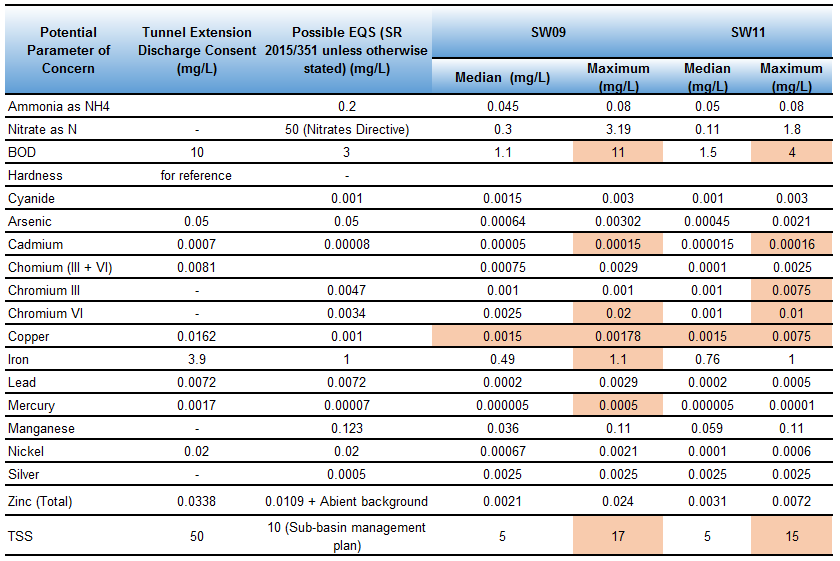 Potential Parameter of Concern | Tunnel Extension Discharge Consent (mg/L) | Possible EQS (SR 2015/351 unless otherwise stated) (mg/L) | SW09 | SW11
Median (mg/L) | Maximum (mg/L) | Median (mg/L) | Maximum (mg/L)
Ammonia as NH4 | | 0.2 | 0.045 | 0.08 | 0.05 | 0.08
Nitrate as N | - | 50 (Nitrates Directive) | 0.3 | 3.19 | 0.11 | 1.8
BOD | 10 | 3 | 1.1 | 11 | 1.5 | 4
Hardness | for reference | -
Cyanide | | 0.001 | 0.0015 | 0.003 | 0.001 | 0.003
Arsenic | 0.05 | 0.05 | 0.00064 | 0.00302 | 0.00045 | 0.0021
Cadmium | 0.0007 | 0.00008 | 0.00005 | 0.00015 | 0.000015 | 0.00016
Chomium (III + VI) | 0.0081 | | 0.00075 | 0.0029 | 0.0001 | 0.0025
Chromium III | - | 0.0047 | 0.001 | 0.001 | 0.001 | 0.0075
Chromium VI | - | 0.0034 | 0.0025 | 0.02 | 0.001 | 0.01
Copper | 0.0162 | 0.001 | 0.0015 | 0.00178 | 0.0015 | 0.0075
Iron | 3.9 | 1 | 0.49 | 1.1 | 0.76 | 1
Lead | 0.0072 | 0.0072 | 0.0002 | 0.0029 | 0.0002 | 0.0005
Mercury | 0.0017 | 0.00007 | 0.000005 | 0.0005 | 0.000005 | 0.00001
Manganese | - | 0.123 | 0.036 | 0.11 | 0.059 | 0.11
Nickel | 0.02 | 0.02 | 0.00067 | 0.0021 | 0.0001 | 0.0006
Silver | - | 0.0005 | 0.0025 | 0.0025 | 0.0025 | 0.0025
Zinc (Total) | 0.0338 | 0.0109 + Abient background | 0.0021 | 0.024 | 0.0031 | 0.0072
TSS | 50 | 10 (Sub-basin management plan) | 5 | 17 | 5 | 15